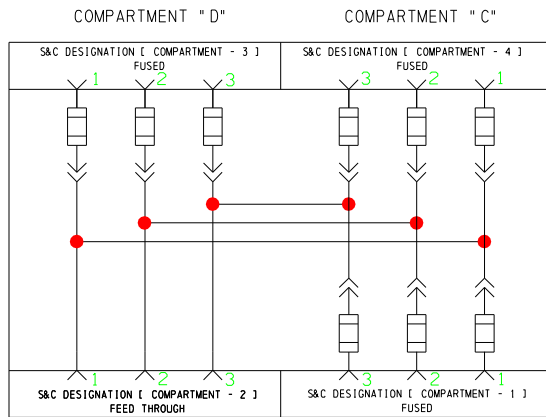 COMPARTMENT "D" COMPARTMENT "C"
S&C DESIGNATION [ COMPARTMENT - 3 ] S&C DESIGNATION [ COMPARTMENT - 4 ]
FUSED FUSED
1 2 3 3 2 1
1 2 3 3 2 1
S&C DESIGNATION [ COMPARTMENT - 2 ] S&C DESIGNATION [ COMPARTMENT - 1 ]
FEED THROUGH FUSED